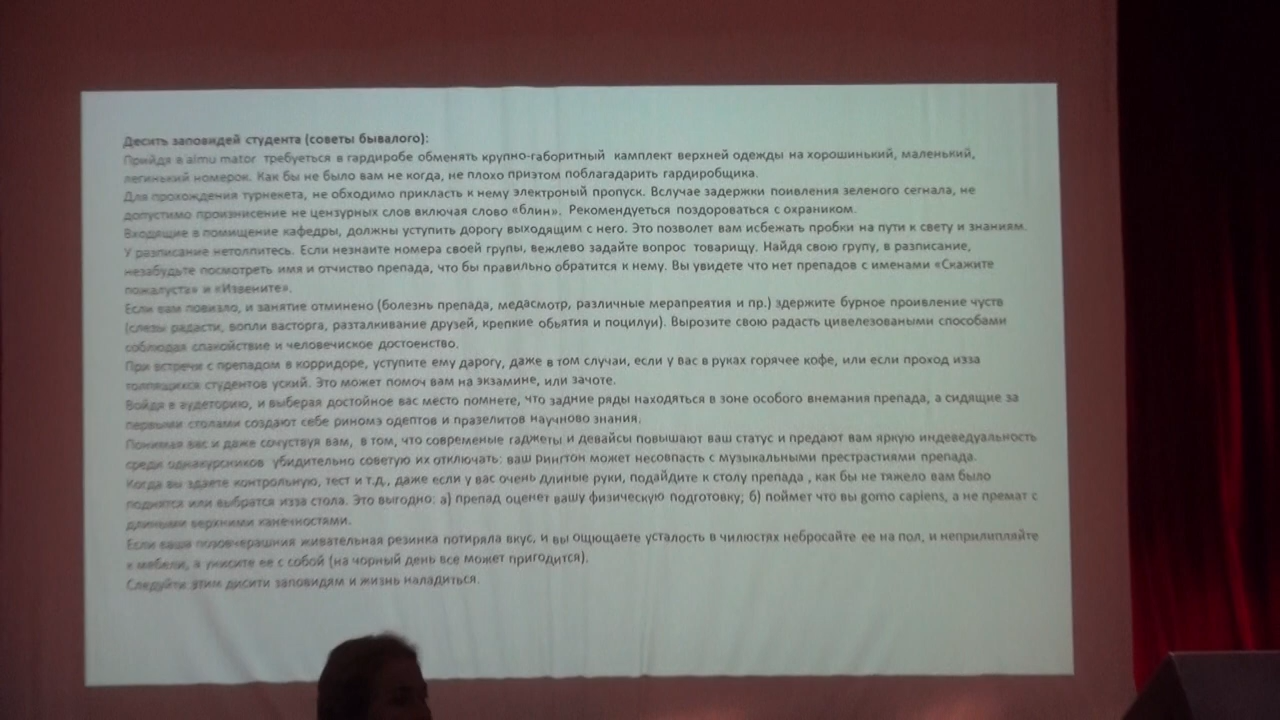 Десить заповидей студента (советы бывалого):
Прийдя в almu mator требуеться в гардиробе обменять крупно-габоритный комплект верхней одежды на хорошинький, маленький,
легинький номерок. Как бы не было вам не когда, не плохо приэтом поблагадарить гардиробщика.
Для прохождения турнекета, не обходимо прикласть к нему электроный пропуск. Вслучае задержки поивления зеленого сегнала, не
допустимо произнисение не цензурных слов включая слово «блин». Рекомендуеться поздороваться с охраником.
Входящие в помищение кафедры, должны уступить дорогу выходящим с него. Это позволет вам исбежать пробки на пути к свету и знаниям.
У разписание нетолпитесь. Если незнаите номера своей групы, вежлево задайте вопрос товарищу. Найдя свою групу, в разписание,
незабудьте посмотреть имя и отчиство препада, что бы правильно обратится к нему. Вы увидете что нет препадов с именами «Скажите
пожалуста» и «Извените».
Если вам повизло, и занятие отминено (болезнь препада, медасмотр, различные мерапреятия и пр.) здержите бурное проивление чуств
(слезы радасти, вопли васторга, разталкивание друзей, крепкие обьятия и поцилуи). Вырозите свою радасть цивелезоваными способами
соблюдая спакойствие и человечиское достоенство.
При встречи с препадом в корридоре, уступите ему дарогу, даже в том случаи, если у вас в руках горячее кофе, или если проход изза
толпящихся студентов уский. Это может помоч вам на экзамине, или зачоте.
Войдя в аудеторию, и выберая достойное вас место помнете, что задние ряды находяться в зоне особого внемания препада, а сидящие за
первыми столами создают себе риномэ одептов и празелитов научново знания.
Понимая вас и даже сочуствуя вам, в том, что современые гаджеты и девайсы повышают ваш статус и предают вам яркую индеведуальность
среди однакурсников убидительно советую их отключать: ваш рингтон может несовпасть с музыкальными престрастиями препада.
Когда вы здаете контрольную, тест и т.д., даже если у вас очень длиные руки, подайдите к столу препада , как бы не тяжело вам было
поднятся или выбратся изза стола. Это выгодно: а) препад оценет вашу физическую подготовку; б) поймет что вы gomo capiens, а не премат с
длиными верхними канечностами.
Если ваша позовчерашния живательная резинка потиряла вкус, и вы ощющаете усталость в чилюстях небросайте ее на пол, и неприлипляйте
к мебели, а унисите ее с собой (на чорный день все может пригодится).
Следуйти этим дисити заповидям и жизнь наладиться.